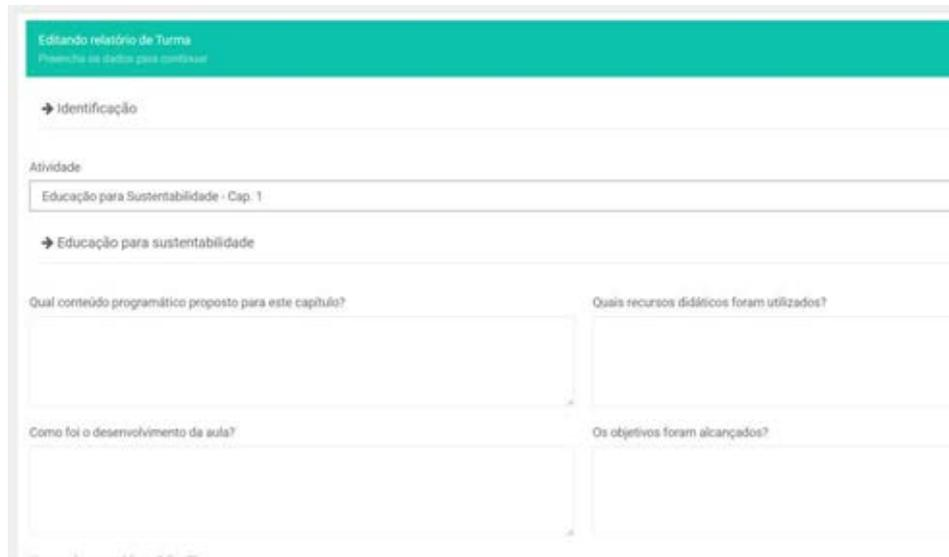 Editando relatório de Turma
Preencha os dados para continuar
Identificação
Atividade
Educação para Sustentabilidade - Cap. 1
Educação para sustentabilidade
Qual conteúdo programático proposto para este capítulo?
Quais recursos didáticos foram utilizados?
Como foi o desenvolvimento da aula?
Os objetivos foram alcançados?